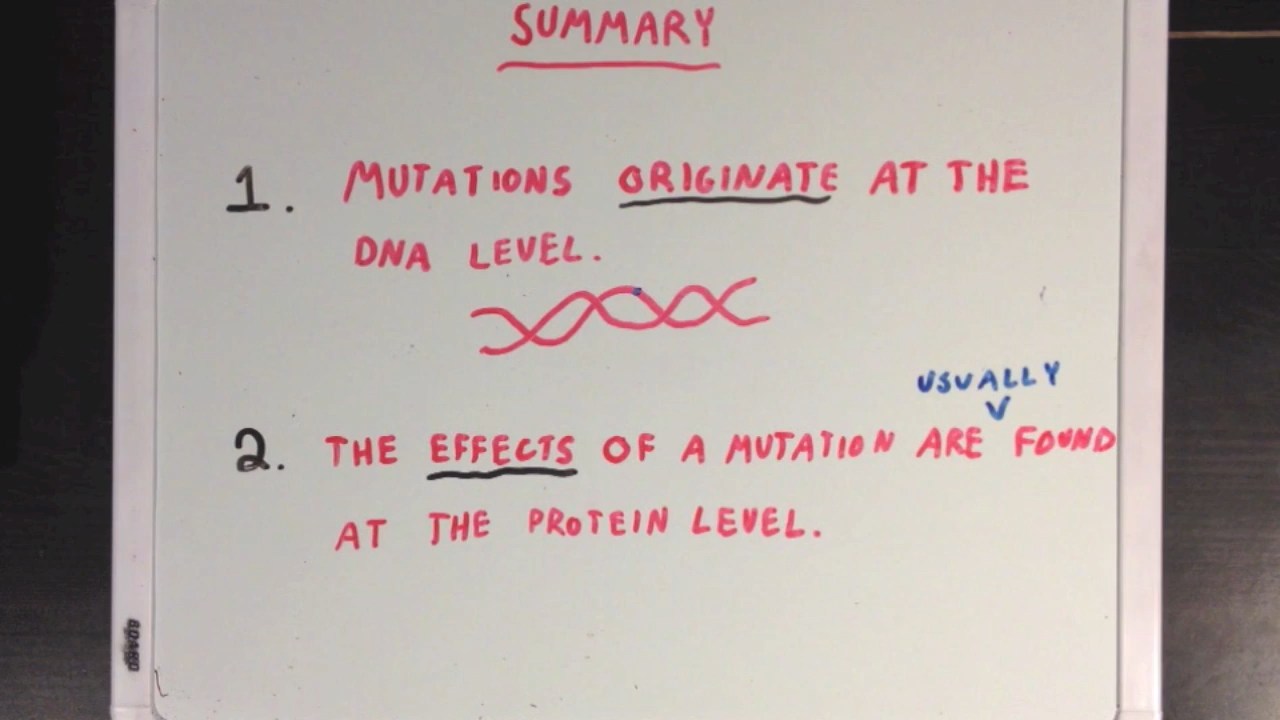 SUMMARY
1. MUTATIONS ORIGINATE AT THE
DNA LEVEL.
USUALLY
2. THE EFFECTS OF A MUTATION ARE FOUND
AT THE PROTEIN LEVEL.
BOARD